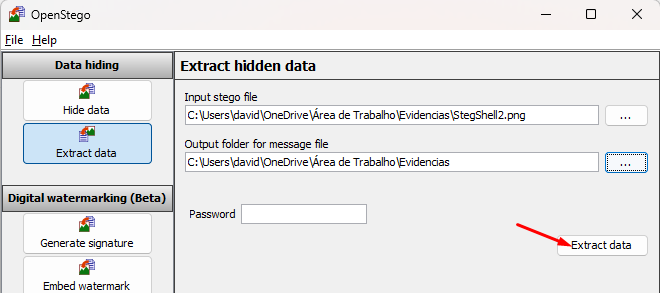 OpenStego
File Help
Data hiding
Hide data
Extract data
Digital watermarking (Beta)
Generate signature
Embed watermark
Extract hidden data
Input stego file
C:\Users\david\OneDrive\Área de Trabalho\Evidencias\StegShell2.png
...
Output folder for message file
C:\Users\david\OneDrive\Área de Trabalho\Evidencias
...
Password
Extract data